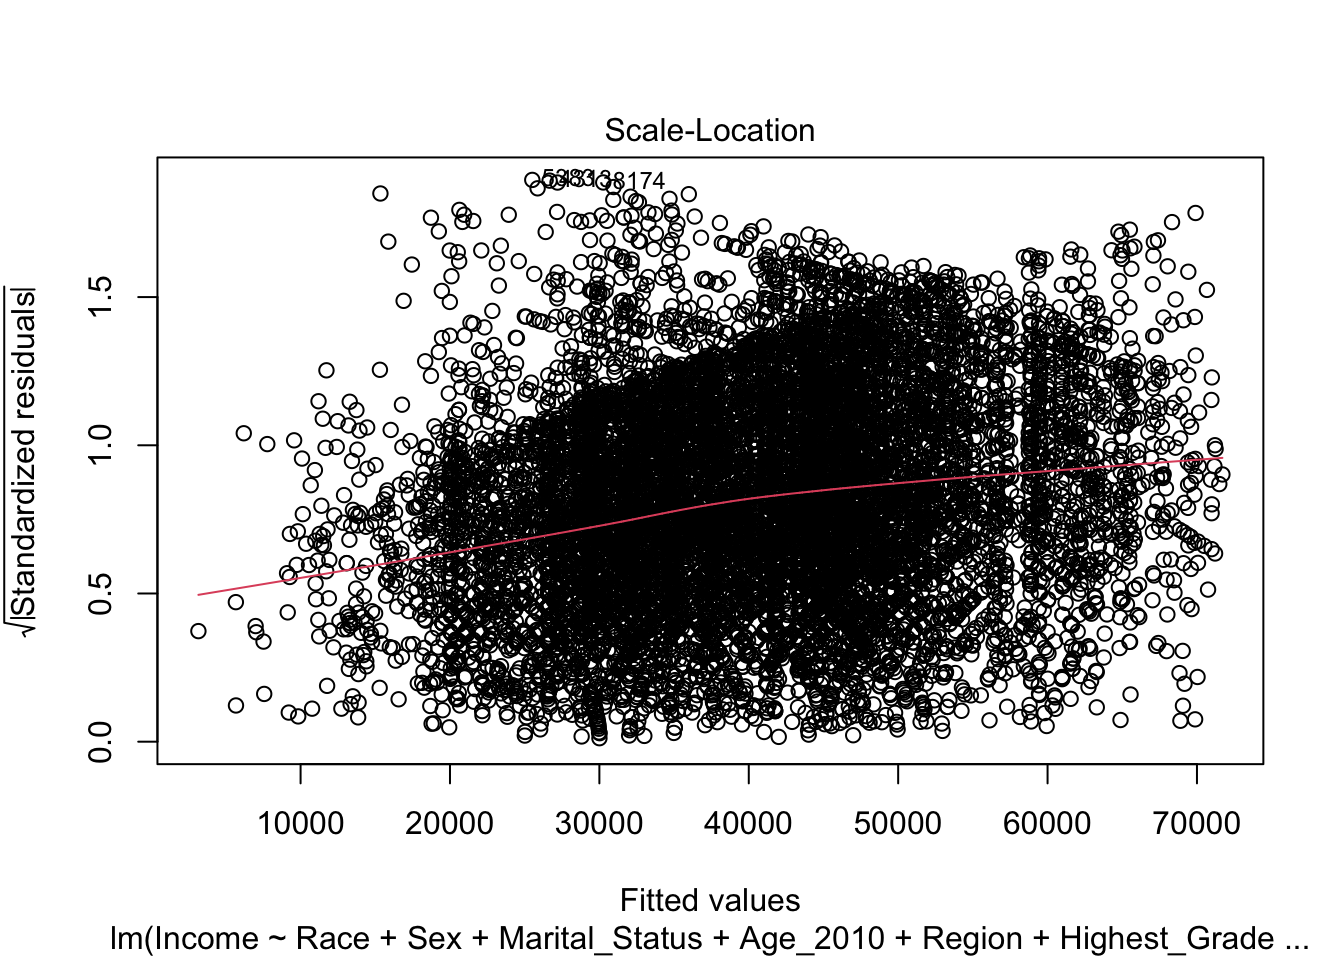 Scale-Location
√|Standardized residuals|
1.5
1.0
0.5
0.0
10000 20000 30000 40000 50000 60000 70000
Fitted values
lm(Income ~ Race + Sex + Marital_Status + Age_2010 + Region + Highest_Grade ...